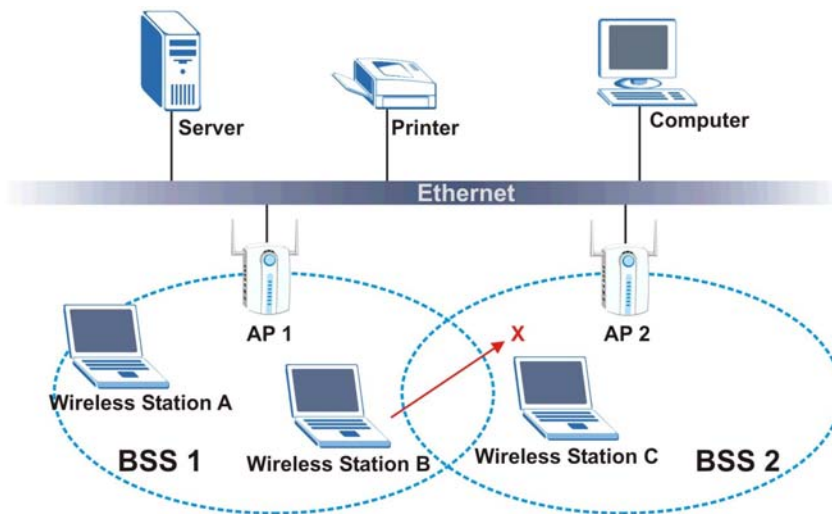 Server
Printer
Computer
Ethernet
AP 1
X
AP 2
Wireless Station A
BSS 1
Wireless Station B
Wireless Station C
BSS 2